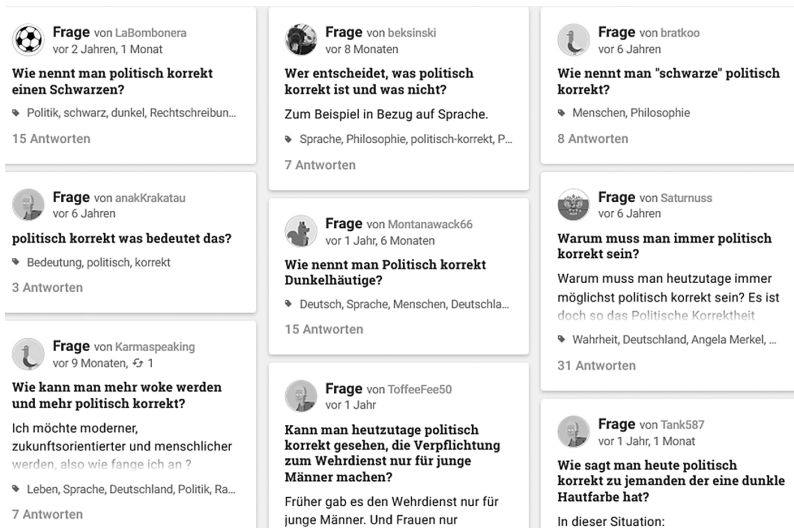 Frage von LaBombonera
vor 2 Jahren, 1 Monat
Wie nennt man politisch korrekt
einen Schwarzen?
Politik, schwarz, dunkel, Rechtschreibun...
15 Antworten
Frage von anakKrakatau
vor 6 Jahren
politisch korrekt was bedeutet das?
Bedeutung, politisch, korrekt
3 Antworten
Frage von Karmaspeaking
vor 9 Monaten, 1
Wie kann man mehr woke werden
und mehr politisch korrekt?
Ich möchte moderner,
zukunftsorientierter und menschlicher
werden, also wie fange ich an ?
Leben, Sprache, Deutschland, Politik, Ra...
7 Antworten
Frage von beksinski
vor 8 Monaten
Wer entscheidet, was politisch
korrekt ist und was nicht?
Zum Beispiel in Bezug auf Sprache.
Sprache, Philosophie, politisch-korrekt, P...
7 Antworten
Frage von Montanawack66
vor 1 Jahr, 6 Monaten
Wie nennt man Politisch korrekt
Dunkelhäutige?
Deutsch, Sprache, Menschen, Deutschla...
15 Antworten
Frage von ToffeeFee50
vor 1 Jahr
Kann man heutzutage politisch
korrekt gesehen, die Verpflichtung
zum Wehrdienst nur für junge
Männer machen?
Früher gab es den Wehrdienst nur für
junge Männer. Und Frauen nur
Frage von bratkoo
vor 6 Jahren
Wie nennt man "schwarze" politisch
korrekt?
Menschen, Philosophie
8 Antworten
Frage von Saturnuss
vor 6 Jahren
Warum muss man immer politisch
korrekt sein?
Warum muss man heutzutage immer
möglichst politisch korrekt sein? Es ist
doch so das Politische Korrektheit
Wahrheit, Deutschland, Angela Merkel, ...
31 Antworten
Frage von Tank587
vor 1 Jahr, 1 Monat
Wie sagt man heute politisch
korrekt zu jemanden der eine dunkle
Hautfarbe hat?
In dieser Situation: